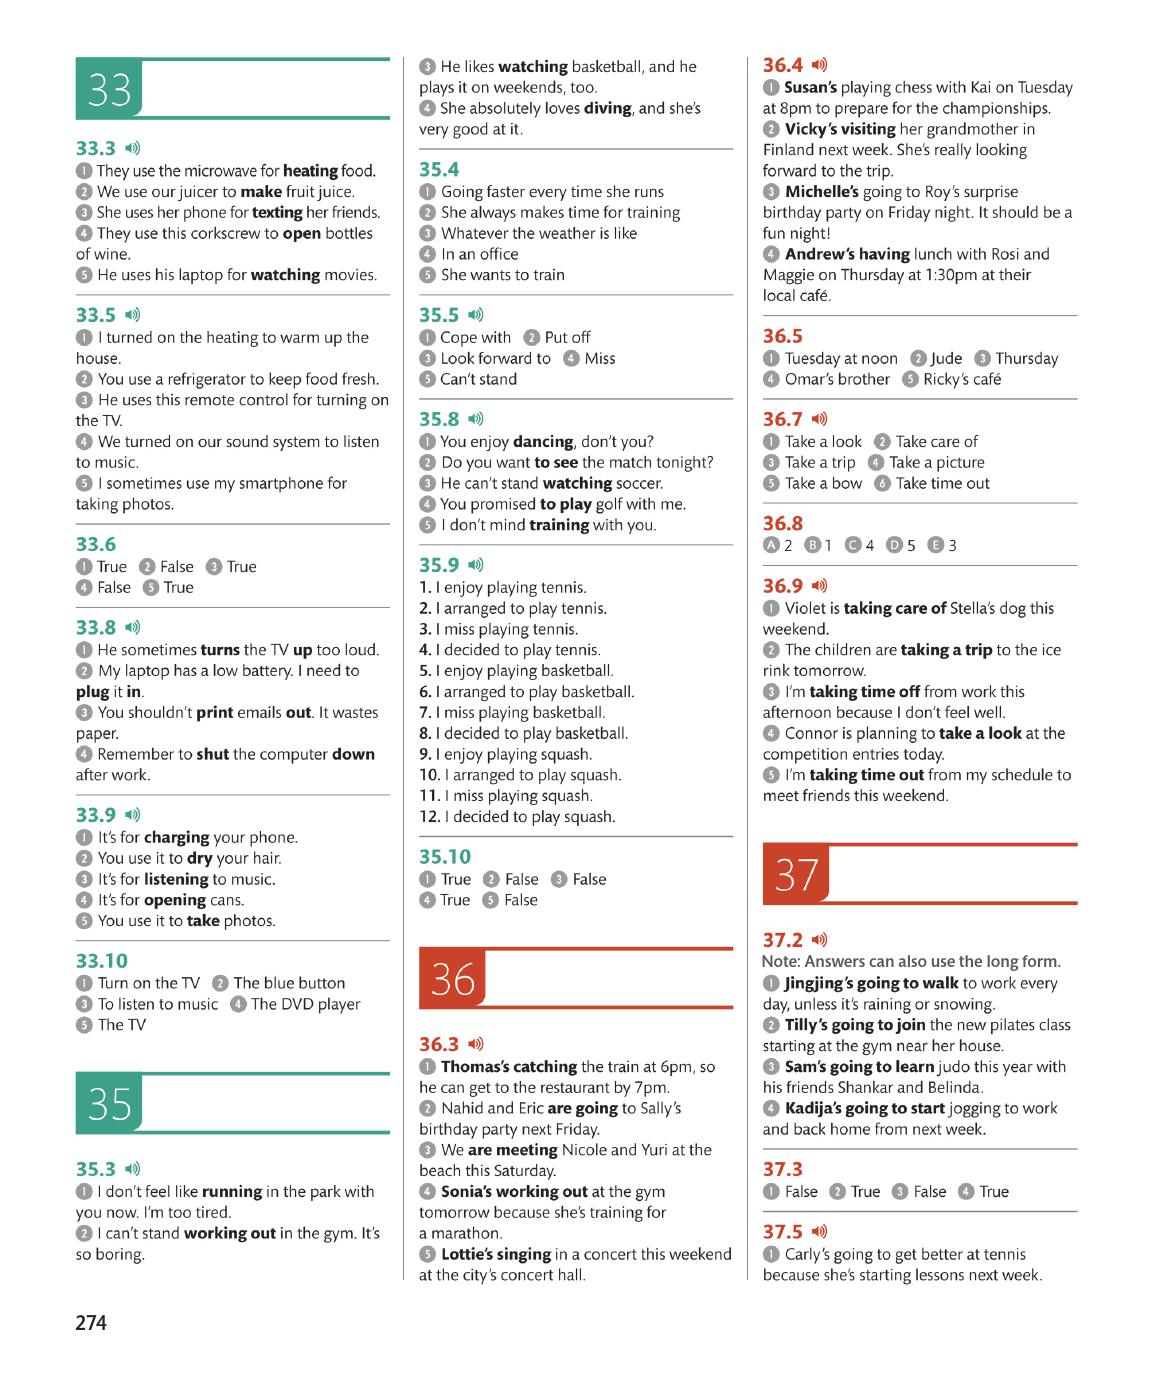 33
33.3
1 They use the microwave for heating food.
2 We use our juicer to make fruit juice.
3 She uses her phone for texting her friends.
4 They use this corkscrew to open bottles
of wine.
5 He uses his laptop for watching movies.
33.5
1 I turned on the heating to warm up the
house.
2 You use a refrigerator to keep food fresh.
3 He uses this remote control for turning on
the TV.
4 We turned on our sound system to listen
to music.
5 I sometimes use my smartphone for
taking photos.
33.6
1 True 2 False 3 True
4 False 5 True
33.8
1 He sometimes turns the TV up too loud.
2 My laptop has a low battery. I need to
plug it in.
3 You shouldn't print emails out. It wastes
paper.
4 Remember to shut the computer down
after work.
33.9
1 It's for charging your phone.
2 You use it to dry your hair.
3 It's for listening to music.
4 It's for opening cans.
5 You use it to take photos.
33.10
1 Turn on the TV 2 The blue button
3 To listen to music 4 The DVD player
5 The TV
35
35.3
1 I don't feel like running in the park with
you now. I'm too tired.
2 I can't stand working out in the gym. It's
so boring.
3 He likes watching basketball, and he
plays it on weekends, too.
4 She absolutely loves diving, and she's
very good at it.
35.4
1 Going faster every time she runs
2 She always makes time for training
3 Whatever the weather is like
4 In an office
5 She wants to train
35.5
1 Cope with 2 Put off
3 Look forward to 4 Miss
5 Can't stand
35.8
1 You enjoy dancing, don't you?
2 Do you want to see the match tonight?
3 He can't stand watching soccer.
4 You promised to play golf with me.
5 I don't mind training with you.
35.9
1. I enjoy playing tennis.
2. I arranged to play tennis.
3. I miss playing tennis.
4. I decided to play tennis.
5. I enjoy playing basketball.
6. I arranged to play basketball.
7. I miss playing basketball.
8. I decided to play basketball.
9. I enjoy playing squash.
10. I arranged to play squash.
11. I miss playing squash.
12. I decided to play squash.
35.10
1 True 2 False 3 False
4 True 5 False
36
36.3
1 Thomas's catching the train at 6pm, so
he can get to the restaurant by 7pm.
2 Nahid and Eric are going to Sally's
birthday party next Friday.
3 We are meeting Nicole and Yuri at the
beach this Saturday.
4 Sonia's working out at the gym
tomorrow because she's training for
a marathon.
5 Lottie's singing in a concert this weekend
at the city's concert hall.
36.4
1 Susan's playing chess with Kai on Tuesday
at 8pm to prepare for the championships.
2 Vicky's visiting her grandmother in
Finland next week. She's really looking
forward to the trip.
3 Michelle's going to Roy's surprise
birthday party on Friday night. It should be a
fun night!
4 Andrew's having lunch with Rosi and
Maggie on Thursday at 1:30pm at their
local café.
36.5
1 Tuesday at noon 2 Jude 3 Thursday
4 Omar's brother 5 Ricky's café
36.7
1 Take a look 2 Take care of
3 Take a trip 4 Take a picture
5 Take a bow 6 Take time out
36.8
A 2 B 1 C 4 D 5 E 3
36.9
1 Violet is taking care of Stella's dog this
weekend.
2 The children are taking a trip to the ice
rink tomorrow.
3 I'm taking time off from work this
afternoon because I don't feel well.
4 Connor is planning to take a look at the
competition entries today.
5 I'm taking time out from my schedule to
meet friends this weekend.
37
37.2
Note: Answers can also use the long form.
1 Jingjing's going to walk to work every
day, unless it's raining or snowing.
2 Tilly's going to join the new pilates class
starting at the gym near her house.
3 Sam's going to learn judo this year with
his friends Shankar and Belinda.
4 Kadija's going to start jogging to work
and back home from next week.
37.3
1 False 2 True 3 False 4 True
37.5
1 Carly's going to get better at tennis
because she's starting lessons next week.
274